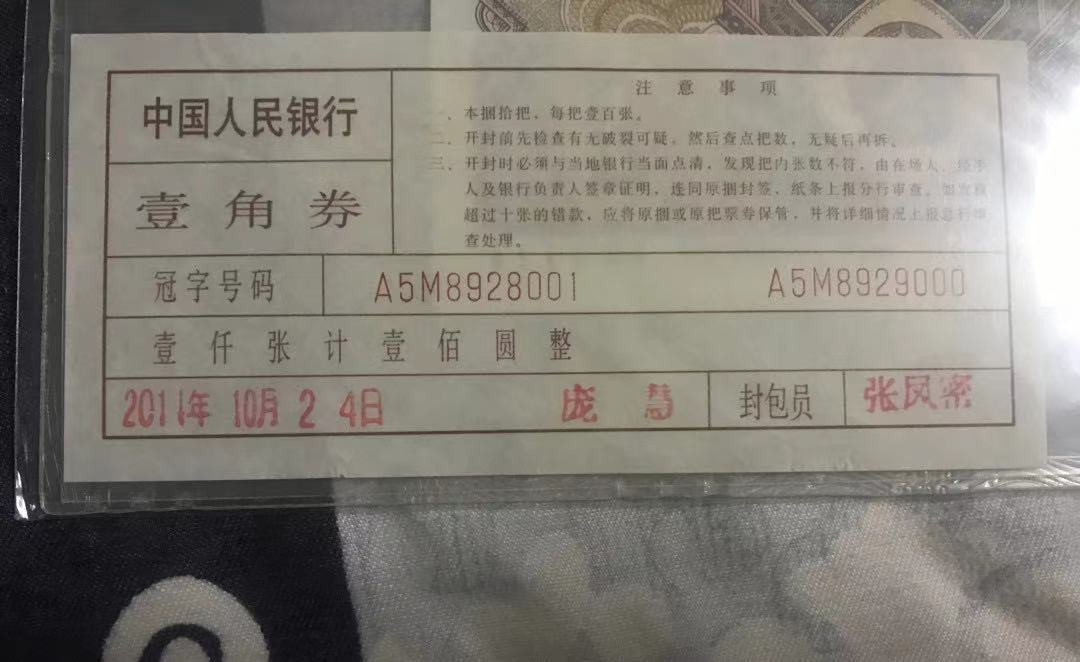 中国人民银行
壹角券
注意事项
一、本捆拾把，每把壹百张。
二、开封前先检查有无破裂可疑，然后查点把数，无疑后再拆。
三、开封时必须与当地银行当面点清，发现把内张数不符，由在场人、经手
人及银行负责人签章证明，连同原捆封签、纸条上报分行审查。如发现
超过十张的错款，应将原捆或原把票券保管，并将详细情况上报总行
查处理。
冠字号码 A5M8928001 A5M8929000
壹仟张计壹佰圆整
2011年10月24日 庞慧 封包员 张凤密